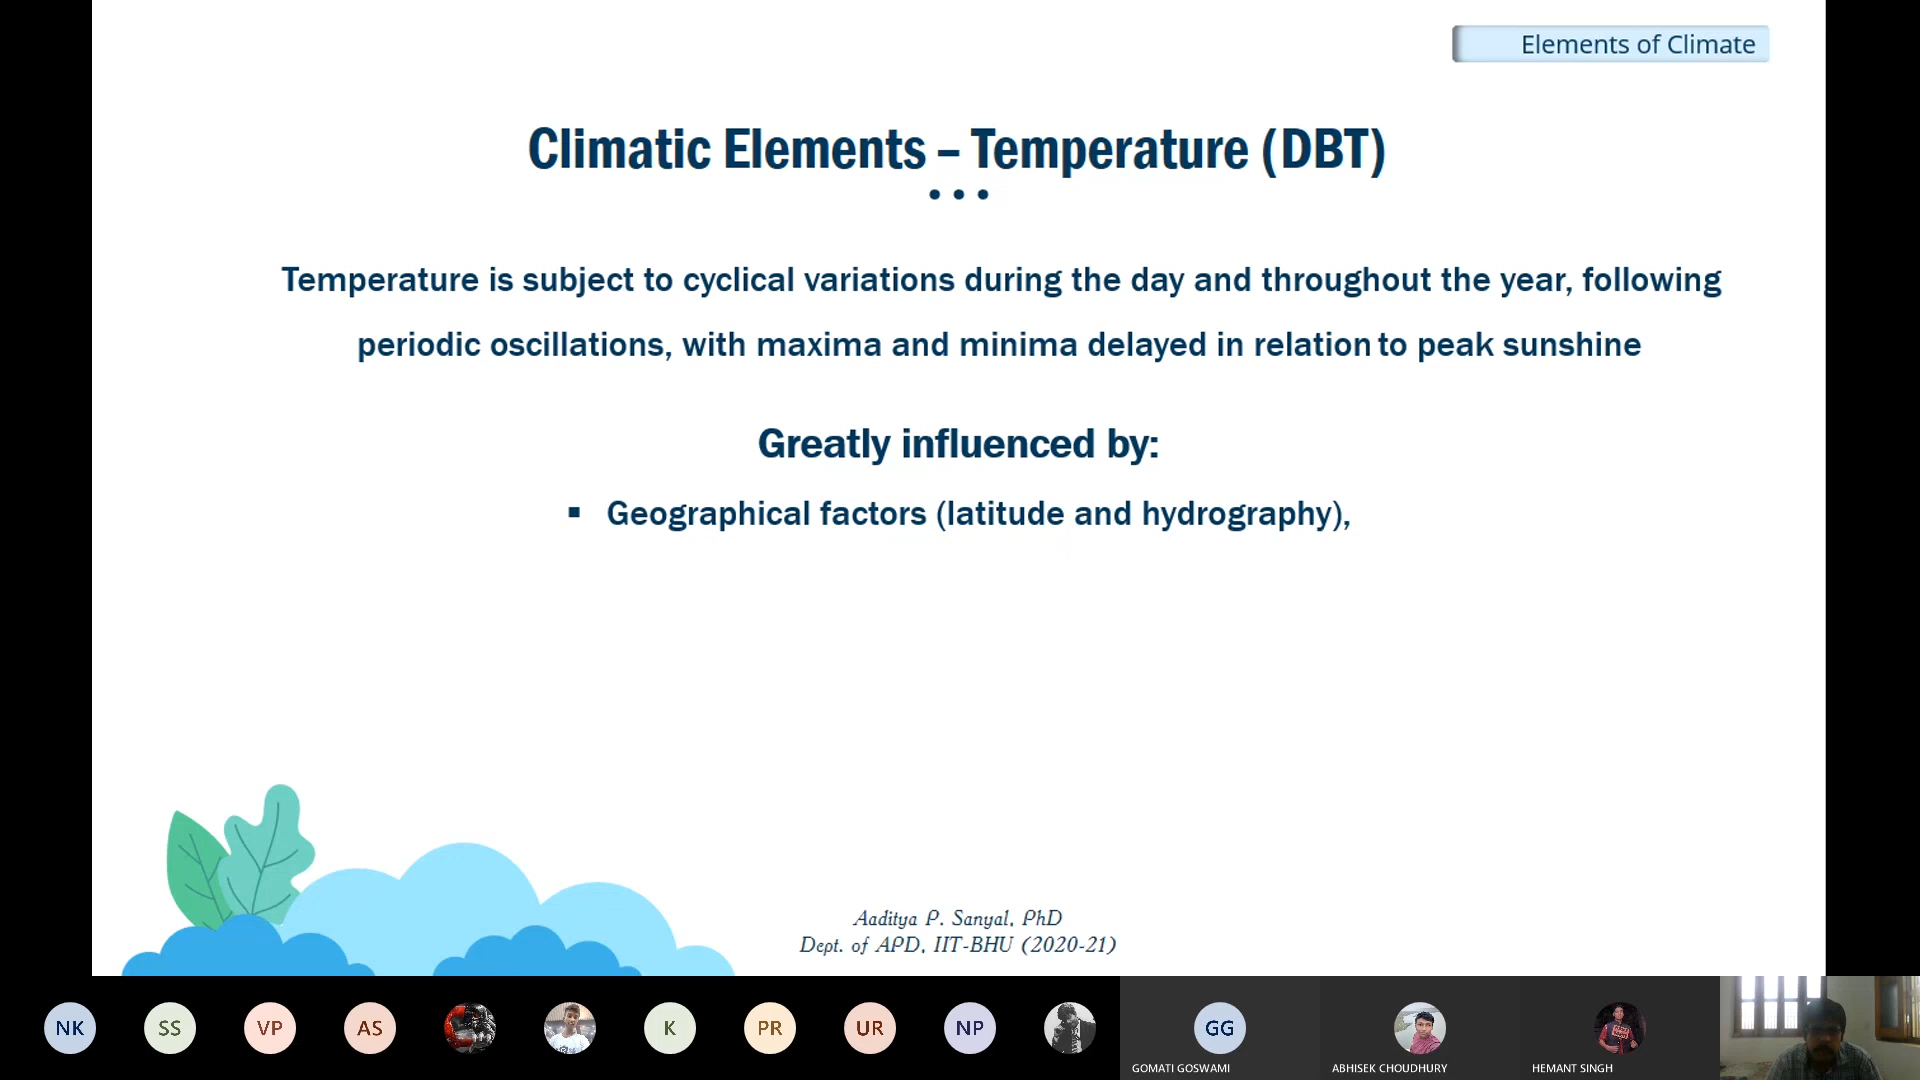 Elements of Climate
Climatic Elements – Temperature (DBT)
Temperature is subject to cyclical variations during the day and throughout the year, following
periodic oscillations, with maxima and minima delayed in relation to peak sunshine
Greatly influenced by:
▪ Geographical factors (latitude and hydrography),
Aaditya P. Sanyal, PhD
Dept. of APD, IIT-BHU (2020-21)
NK
SS
VP
AS
K
PR
UR
NP
GG
GOMATI GOSWAMI
ABHISEK CHOUDHURY
HEMANT SINGH